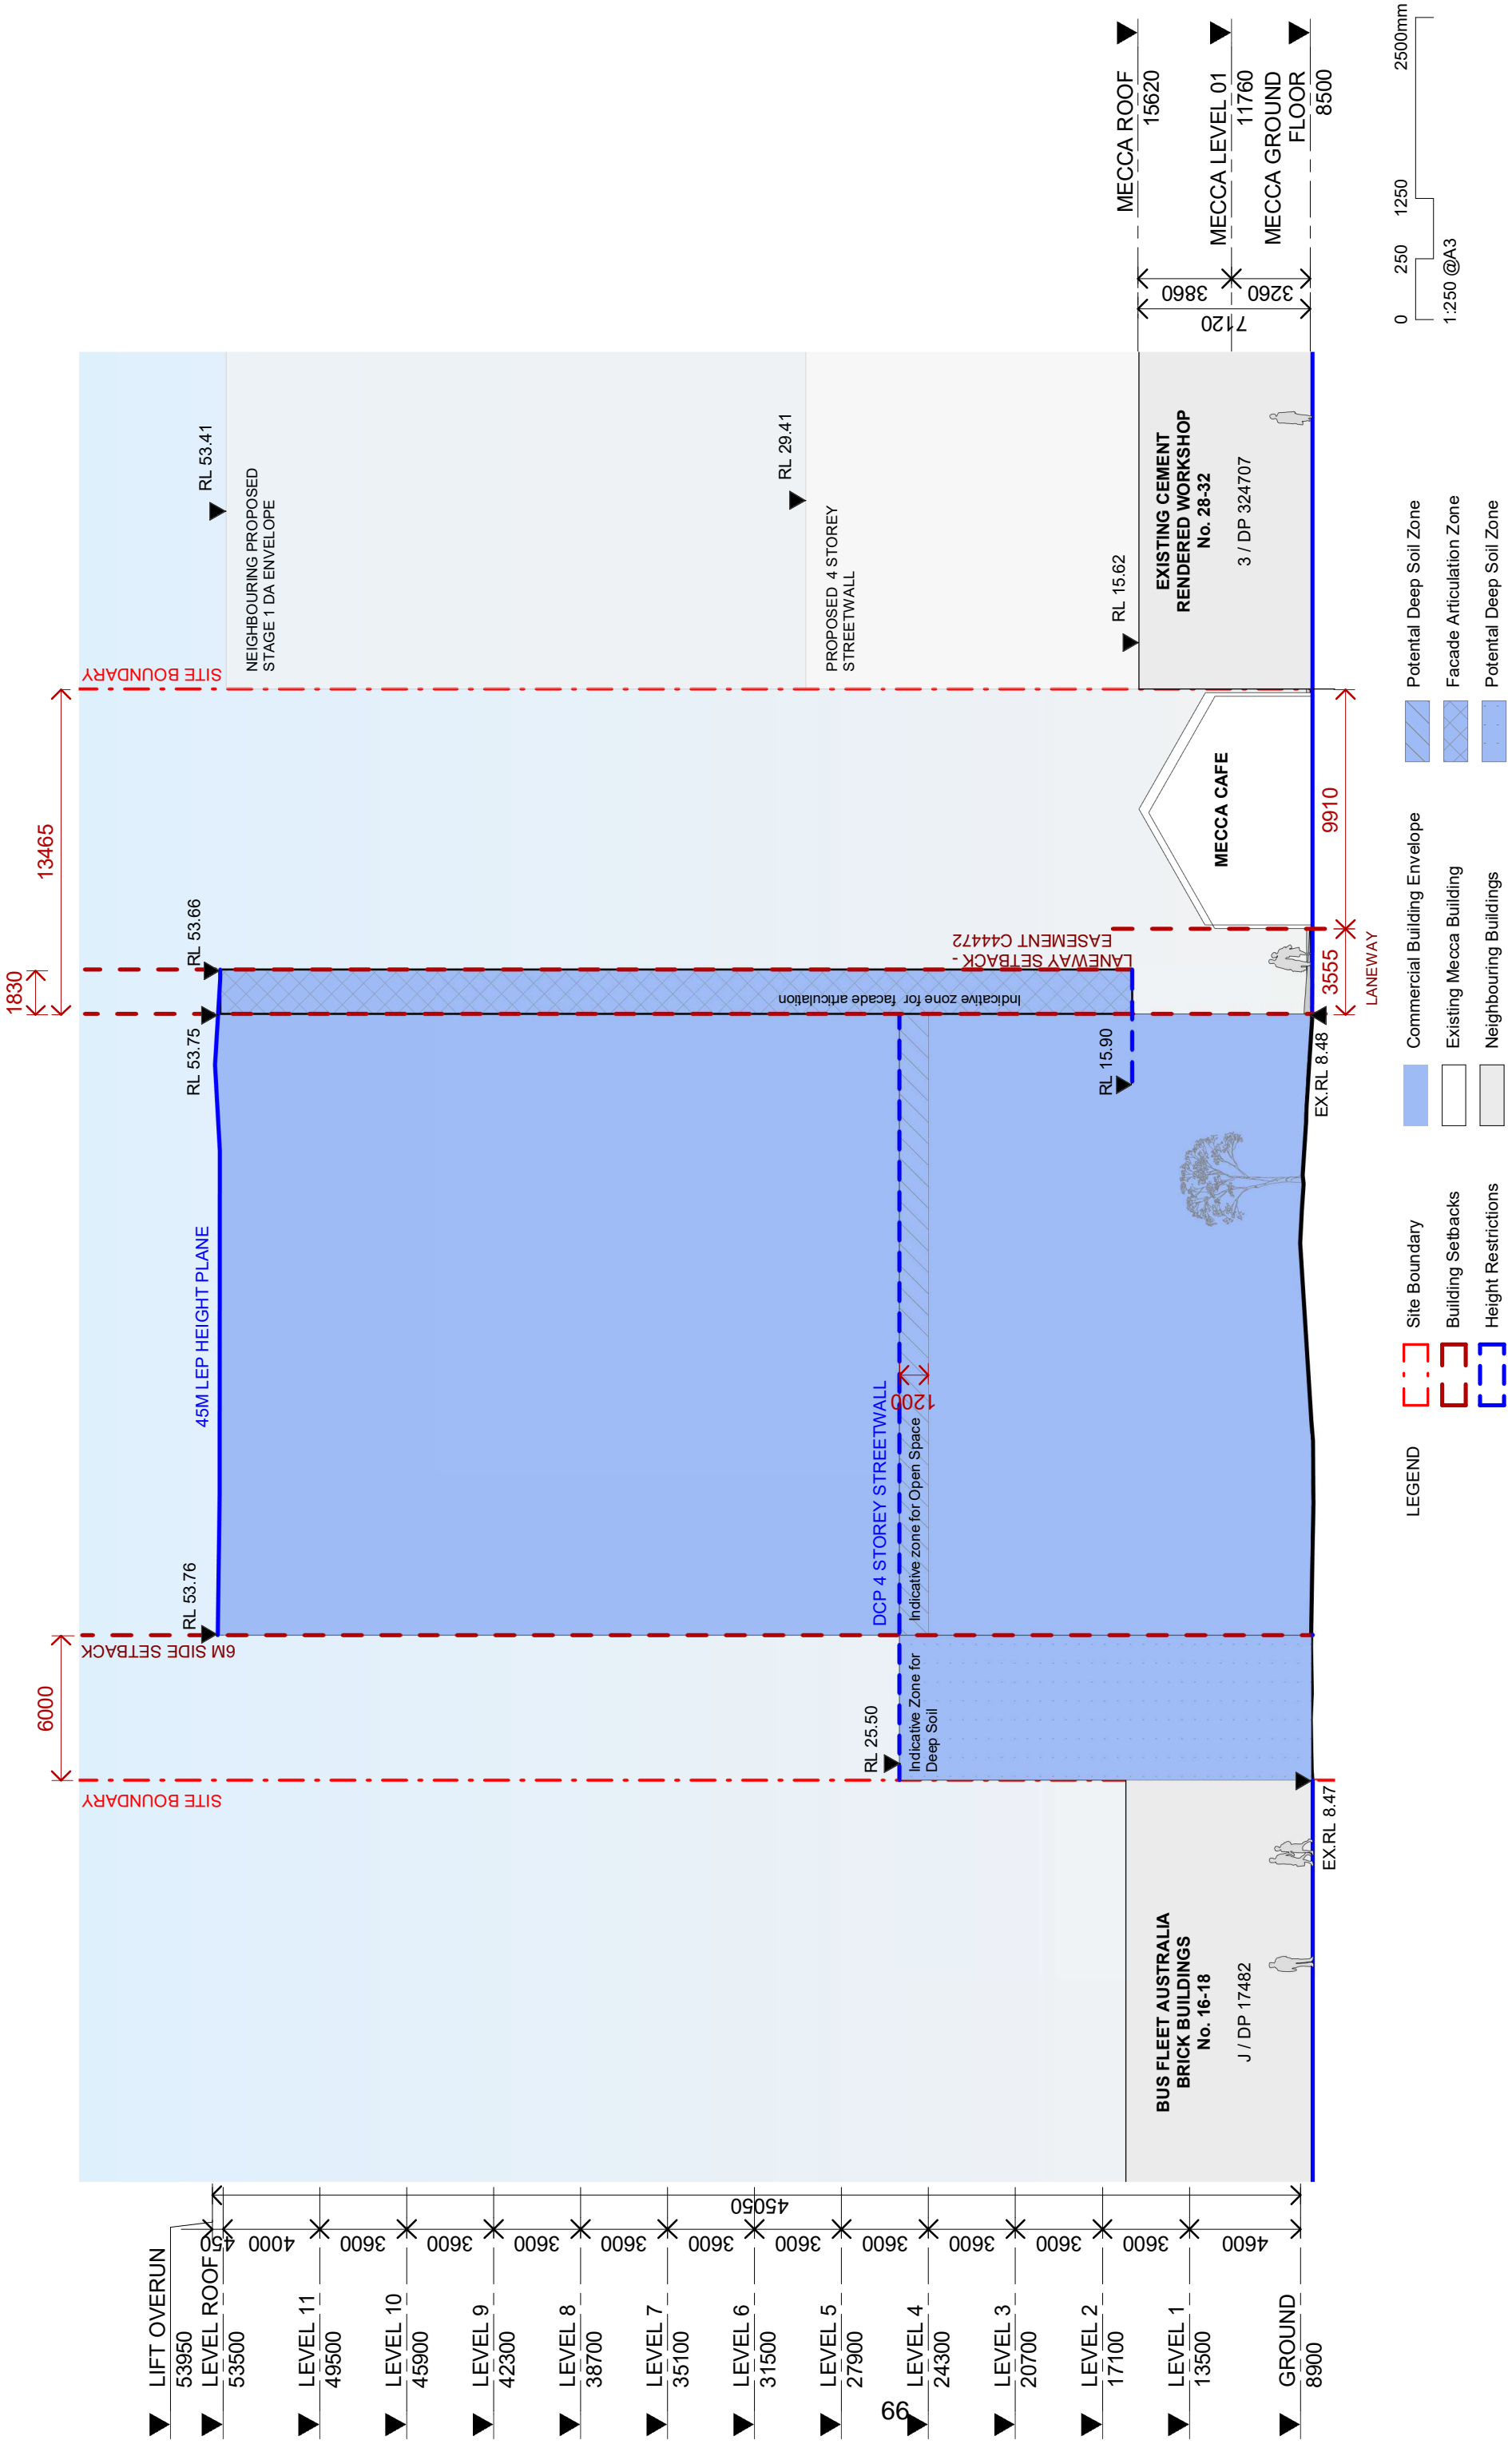 LIFT OVERUN
53950
LEVEL ROOF
53500
LEVEL 11
49500
LEVEL 10
45900
LEVEL 9
42300
LEVEL 8
38700
LEVEL 7
35100
LEVEL 6
31500
LEVEL 5
27900
LEVEL 4
24300
LEVEL 3
20700
LEVEL 2
17100
LEVEL 1
13500
GROUND
8900
99
450
4000
3600
3600
3600
3600
3600
3600
3600
3600
3600
3600
3600
4600
45050
SITE BOUNDARY
6000
6M SIDE SETBACK
RL 53.76
45M LEP HEIGHT PLANE
RL 53.75
1830
RL 53.66
13465
SITE BOUNDARY
RL 53.41
NEIGHBOURING PROPOSED
STAGE 1 DA ENVELOPE
RL 29.41
PROPOSED 4 STOREY
STREETWALL
RL 15.62
EXISTING CEMENT
RENDERED WORKSHOP
No. 28-32
3 / DP 324707
BUS FLEET AUSTRALIA
BRICK BUILDINGS
No. 16-18
J / DP 17482
EX.RL 8.47
RL 25.50
Indicative Zone for
Deep Soil
DCP 4 STOREY STREETWALL
Indicative zone for Open Space
1200
RL 15.90
EX.RL 8.48
Indicative zone for facade articulation
LANEWAY SETBACK -
EASEMENT C44472
3555
LANEWAY
MECCA CAFE
9910
7120
3860
3260
MECCA ROOF
15620
MECCA LEVEL 01
11760
MECCA GROUND
FLOOR
8500
LEGEND
Site Boundary
Building Setbacks
Height Restrictions
Commercial Building Envelope
Existing Mecca Building
Neighbouring Buildings
Potental Deep Soil Zone
Facade Articulation Zone
Potental Deep Soil Zone
0
250
1250
2500mm
1:250 @A3